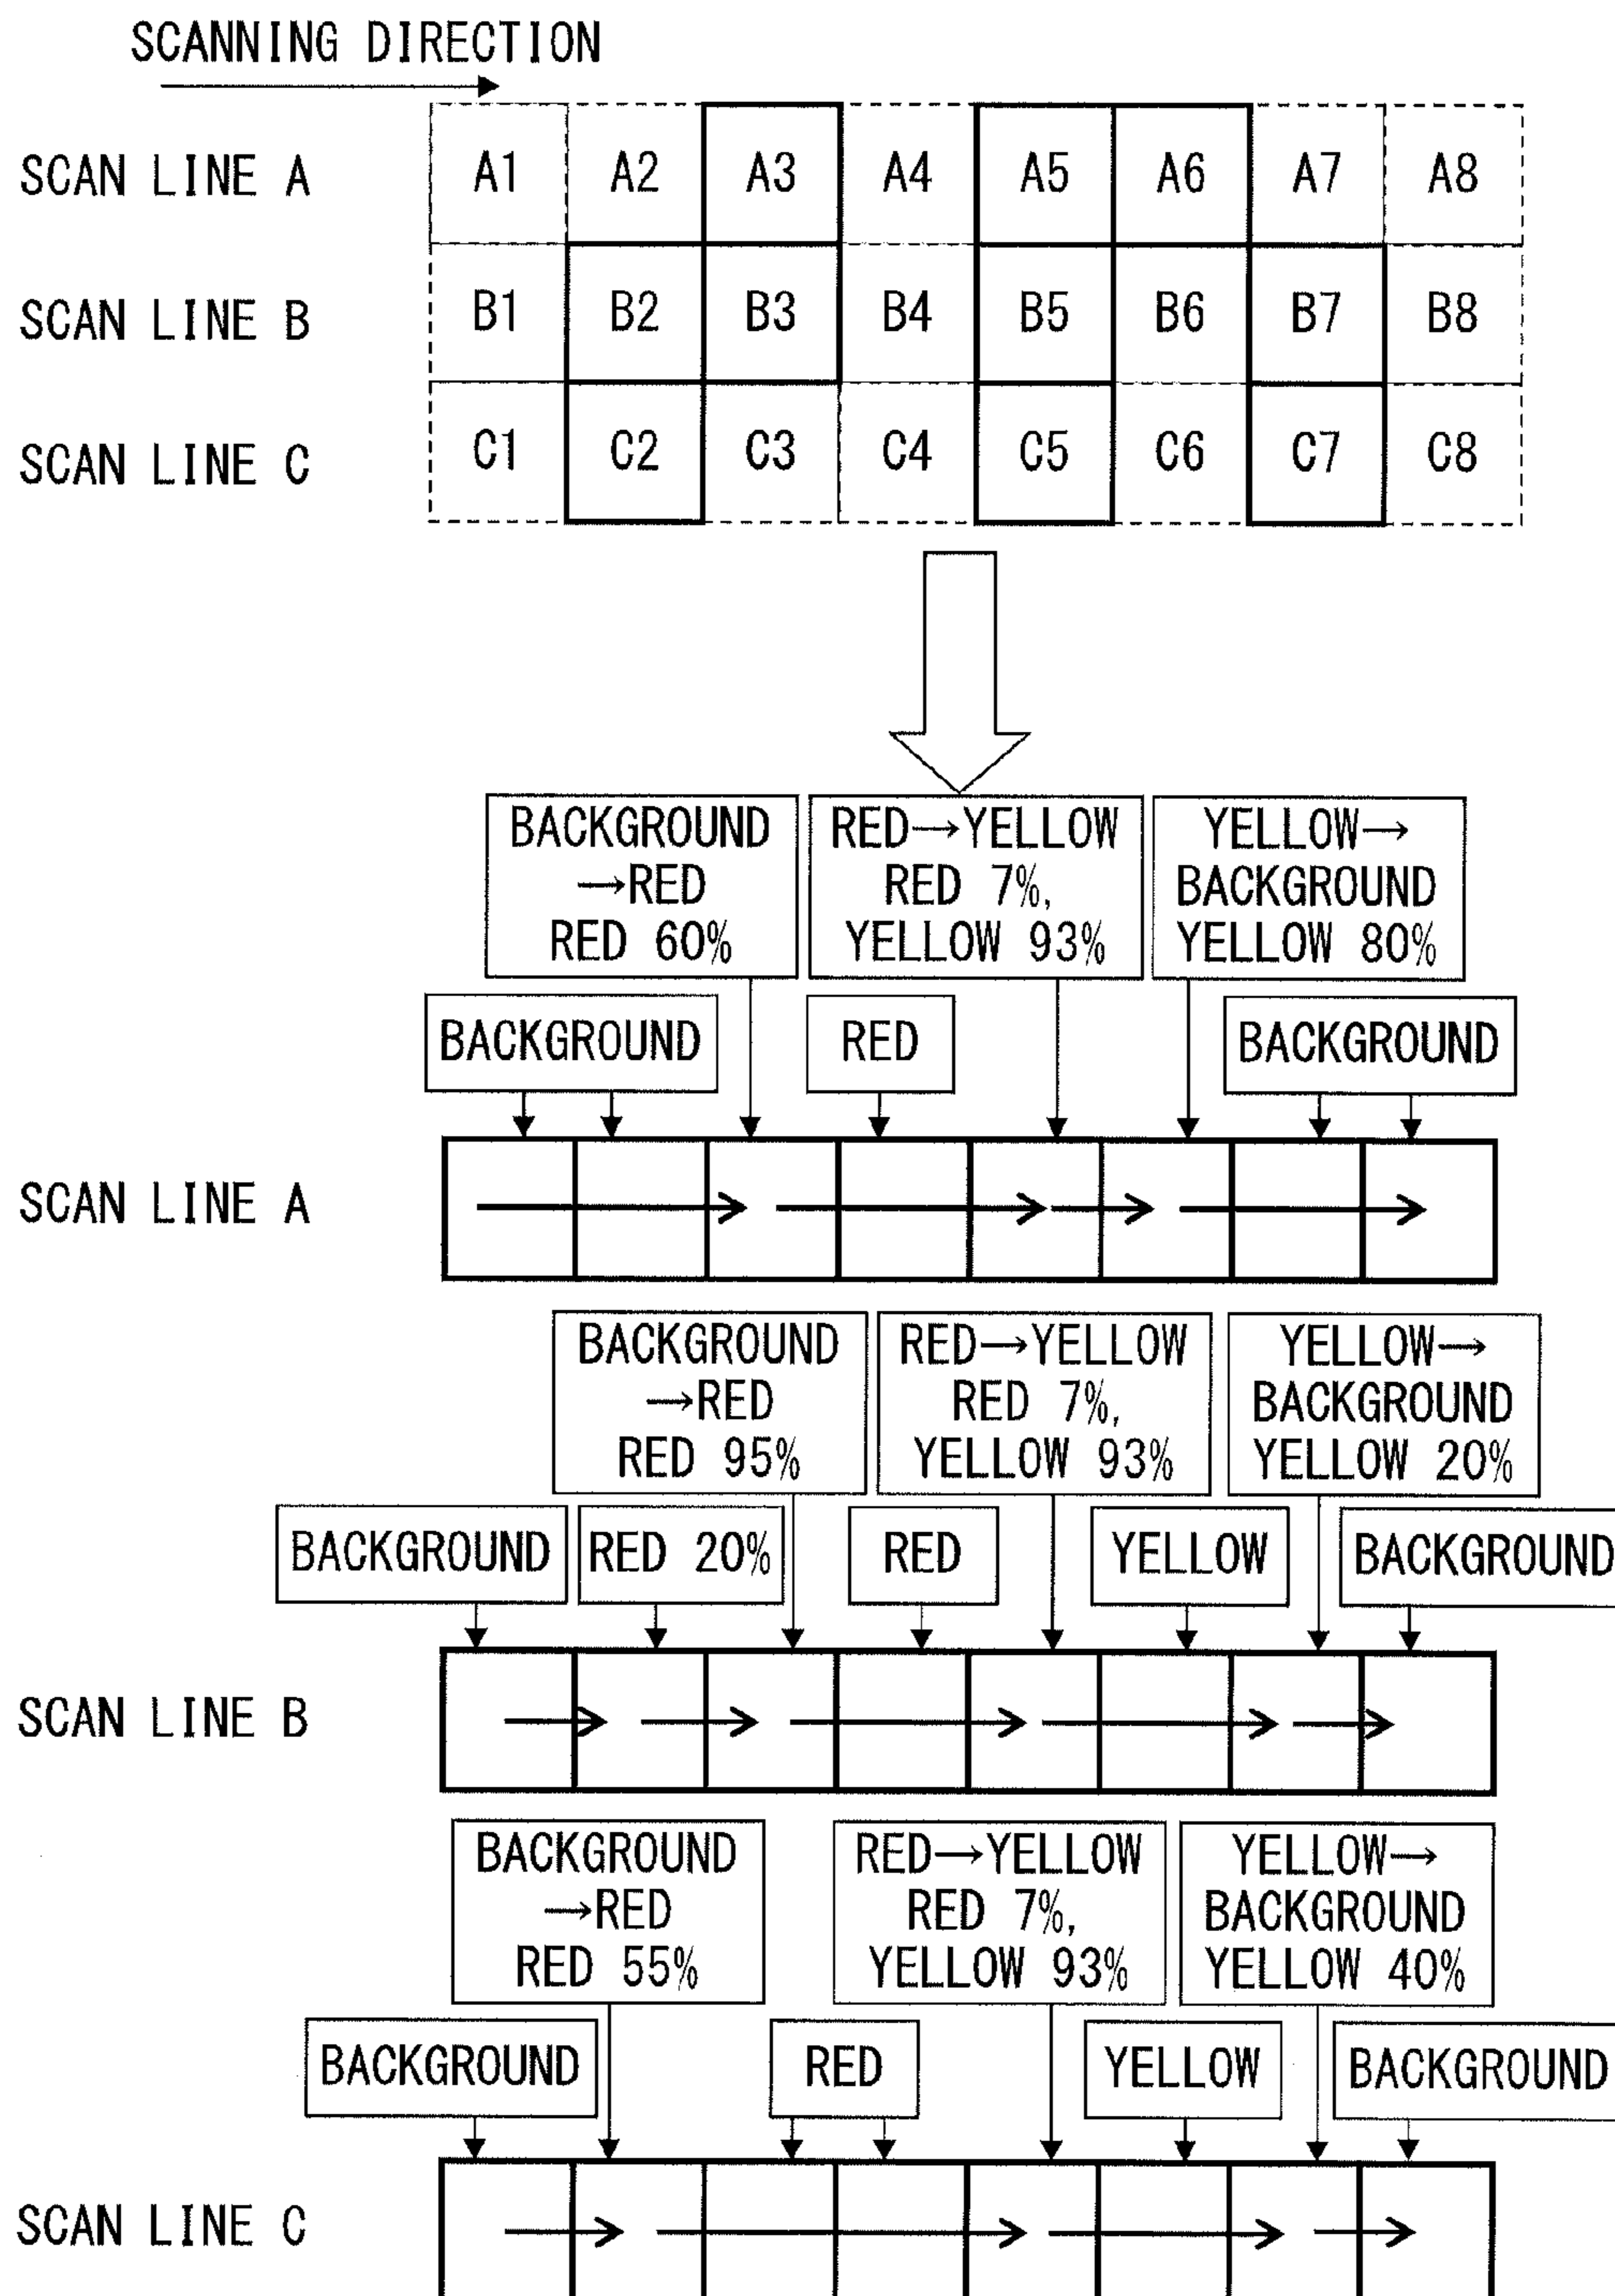 SCANNING DIRECTION
SCAN LINE A
A1 A2 A3 A4 A5 A6 A7 A8
SCAN LINE B
B1 B2 B3 B4 B5 B6 B7 B8
SCAN LINE C
C1 C2 C3 C4 C5 C6 C7 C8
BACKGROUND
→RED
RED 60%
RED→YELLOW
RED 7%,
YELLOW 93%
YELLOW→
BACKGROUND
YELLOW 80%
BACKGROUND
RED
BACKGROUND
SCAN LINE A
BACKGROUND
→RED
RED 95%
RED→YELLOW
RED 7%,
YELLOW 93%
YELLOW→
BACKGROUND
YELLOW 20%
BACKGROUND
RED 20%
RED
YELLOW
BACKGROUND
SCAN LINE B
BACKGROUND
→RED
RED 55%
RED→YELLOW
RED 7%,
YELLOW 93%
YELLOW→
BACKGROUND
YELLOW 40%
BACKGROUND
RED
YELLOW
BACKGROUND
SCAN LINE C